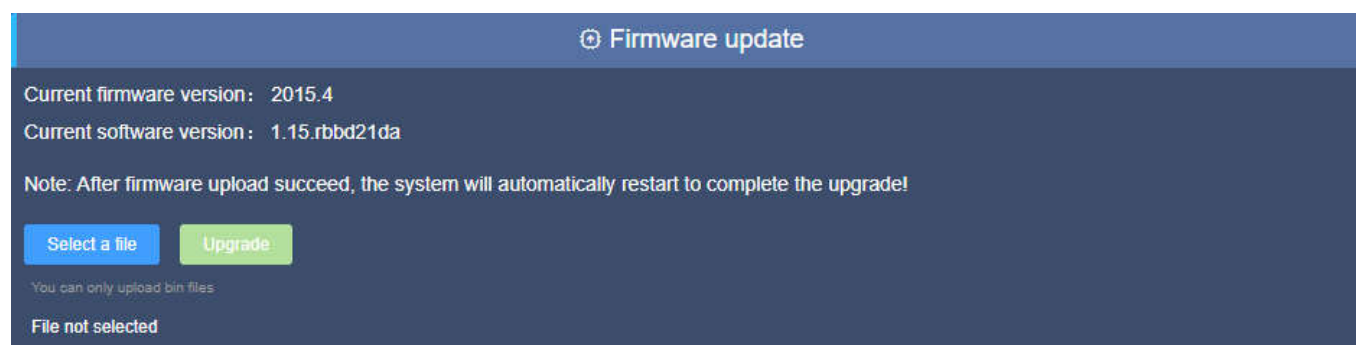 Firmware update
Current firmware version： 2015.4
Current software version： 1.15.rbbd21da
Note: After firmware upload succeed, the system will automatically restart to complete the upgrade!
Select a file Upgrade
You can only upload bin files
File not selected